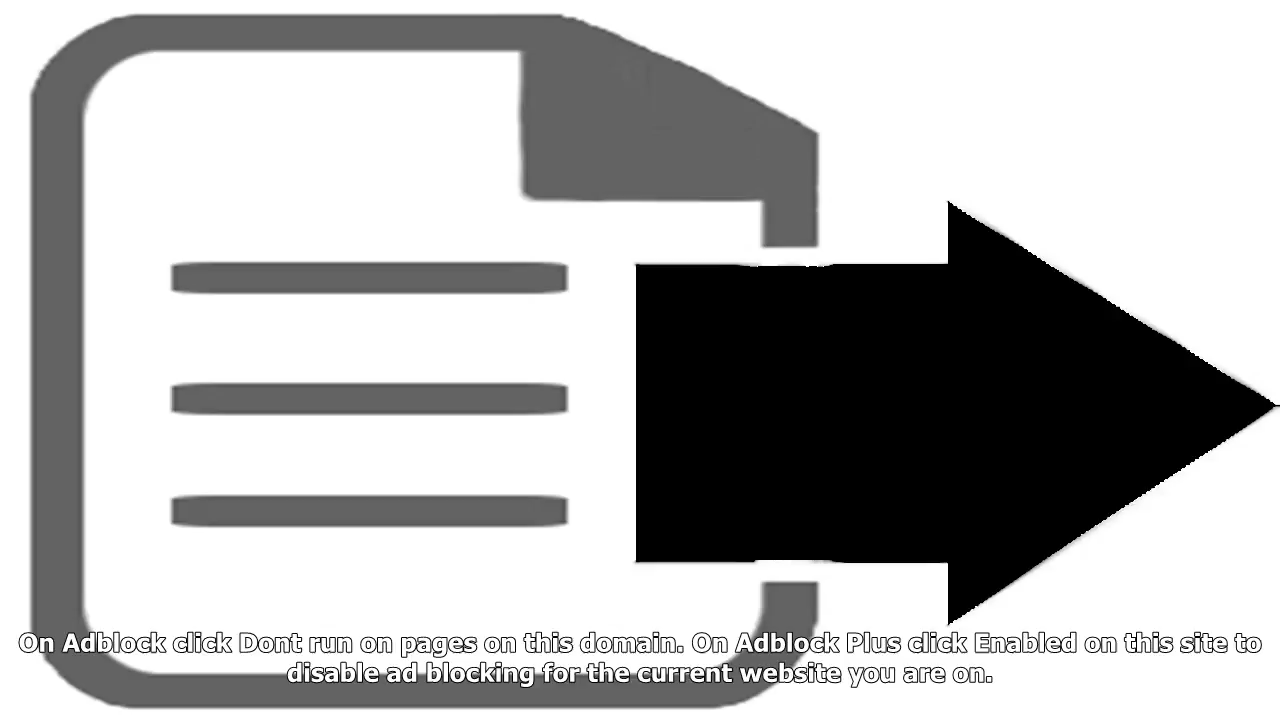 On Adblock click Dont run on pages on this domain. On Adblock Plus click Enabled on this site to
disable ad blocking for the current website you are on.